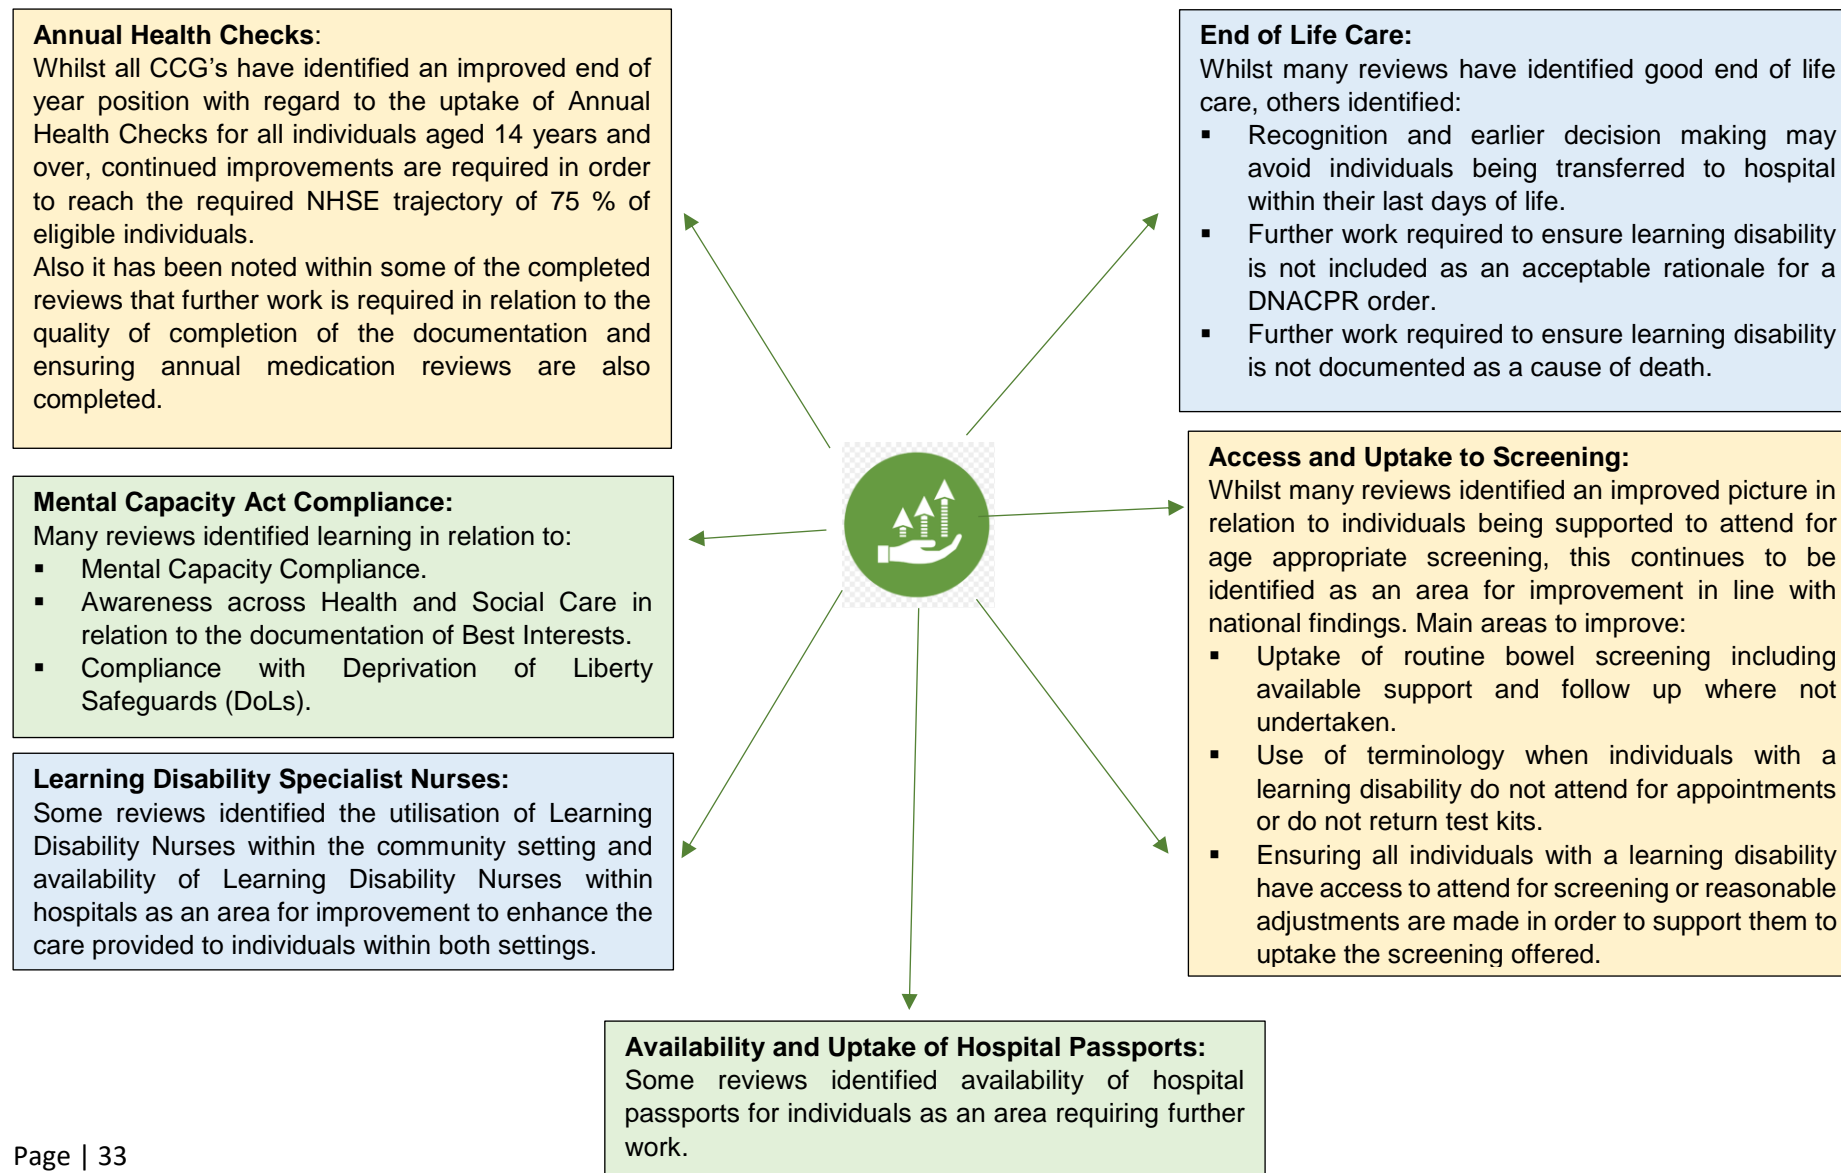 Annual Health Checks:
Whilst all CCG's have identified an improved end of
year position with regard to the uptake of Annual
Health Checks for all individuals aged 14 years and
over, continued improvements are required in order
to reach the required NHSE trajectory of 75 % of
eligible individuals.
Also it has been noted within some of the completed
reviews that further work is required in relation to the
quality of completion of the documentation and
ensuring annual medication reviews are also
completed.
Mental Capacity Act Compliance:
Many reviews identified learning in relation to:
▪ Mental Capacity Compliance.
▪ Awareness across Health and Social Care in
relation to the documentation of Best Interests.
▪ Compliance with Deprivation of Liberty
Safeguards (DoLs).
Learning Disability Specialist Nurses:
Some reviews identified the utilisation of Learning
Disability Nurses within the community setting and
availability of Learning Disability Nurses within
hospitals as an area for improvement to enhance the
care provided to individuals within both settings.
End of Life Care:
Whilst many reviews have identified good end of life
care, others identified:
▪ Recognition and earlier decision making may
avoid individuals being transferred to hospital
within their last days of life.
▪ Further work required to ensure learning disability
is not included as an acceptable rationale for a
DNACPR order.
▪ Further work required to ensure learning disability
is not documented as a cause of death.
Access and Uptake to Screening:
Whilst many reviews identified an improved picture in
relation to individuals being supported to attend for
age appropriate screening, this continues to be
identified as an area for improvement in line with
national findings. Main areas to improve:
▪ Uptake of routine bowel screening including
available support and follow up where not
undertaken.
▪ Use of terminology when individuals with a
learning disability do not attend for appointments
or do not return test kits.
▪ Ensuring all individuals with a learning disability
have access to attend for screening or reasonable
adjustments are made in order to support them to
uptake the screening offered.
Availability and Uptake of Hospital Passports:
Some reviews identified availability of hospital
passports for individuals as an area requiring further
work.
Page | 33